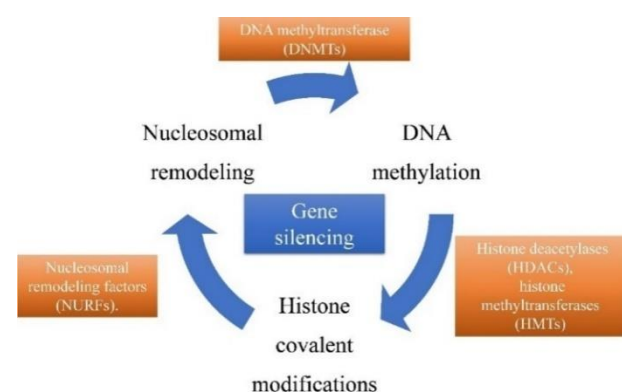 DNA methyltransferase
(DNMTs)
Nucleosomal
remodeling
DNA
methylation
Gene
silencing
Histone deacetylases
(HDACs),
histone
methyltransferases
(HMTs)
Nucleosomal
remodeling factors
(NURFs).
Histone
covalent
modifications